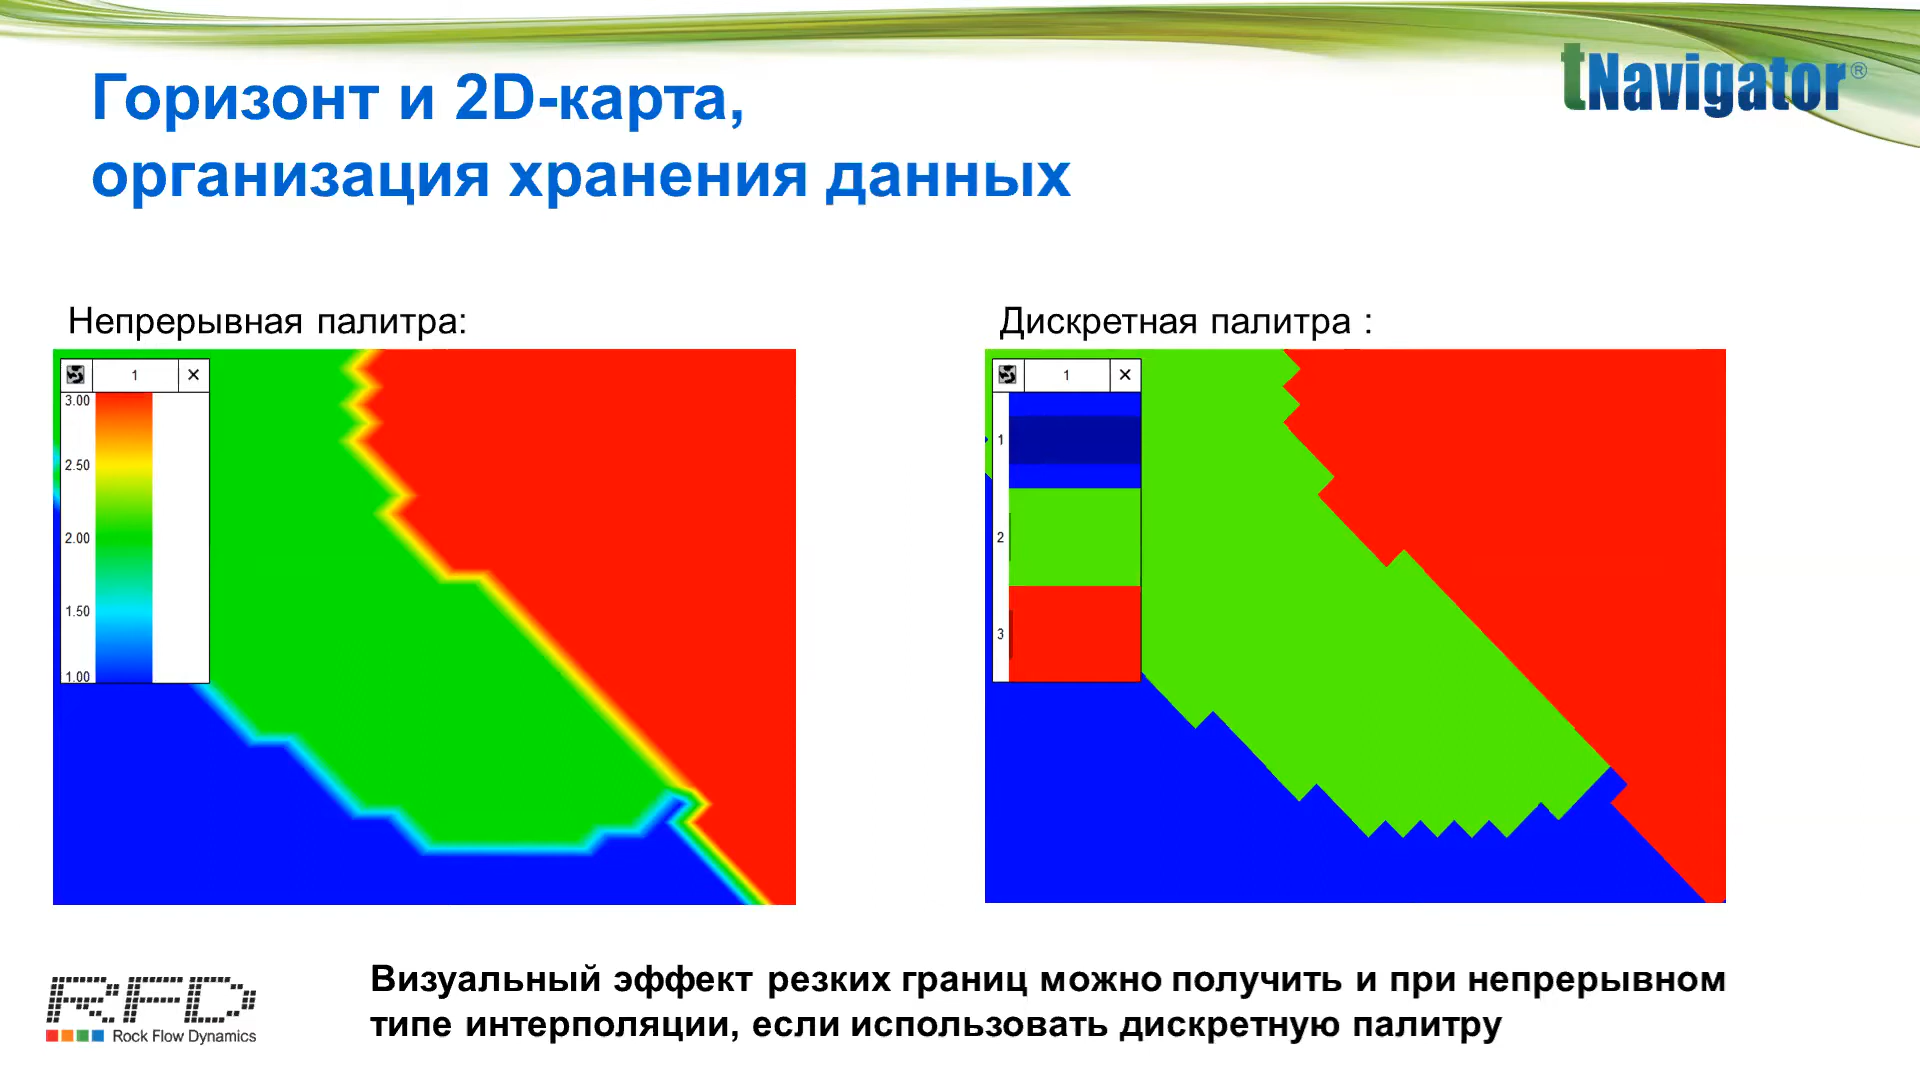 tNavigator®
Горизонт и 2D-карта,
организация хранения данных
Непрерывная палитра:
Дискретная палитра :
1
3.00
2.50
2.00
1.50
1.00
1
1
2
3
Визуальный эффект резких границ можно получить и при непрерывном
типе интерполяции, если использовать дискретную палитру
RFD
Rock Flow Dynamics